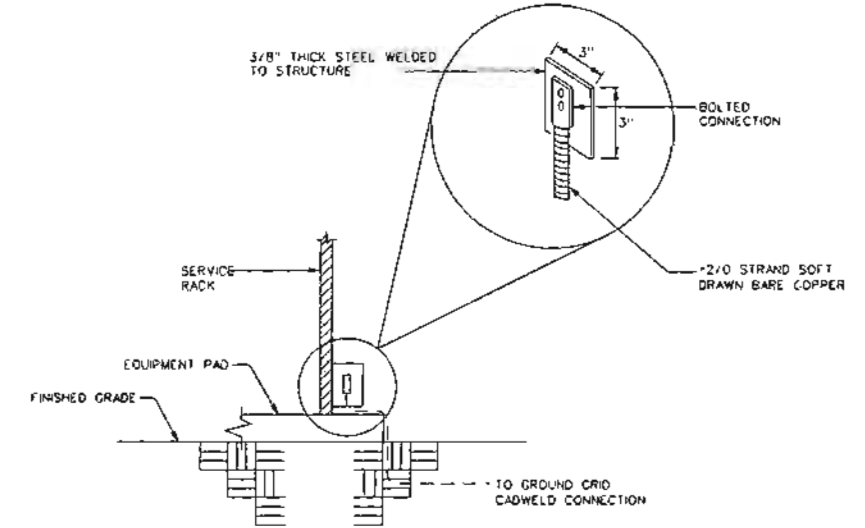 3/8" THICK STEEL WELDED
TO STRUCTURE
3"
3"
BOLTED
CONNECTION
SERVICE
RACK
#2/0 STRAND SOFT
DRAWN BARE COPPER
EQUIPMENT PAD
FINISHED GRADE
TO GROUND GRID
CADWELD CONNECTION